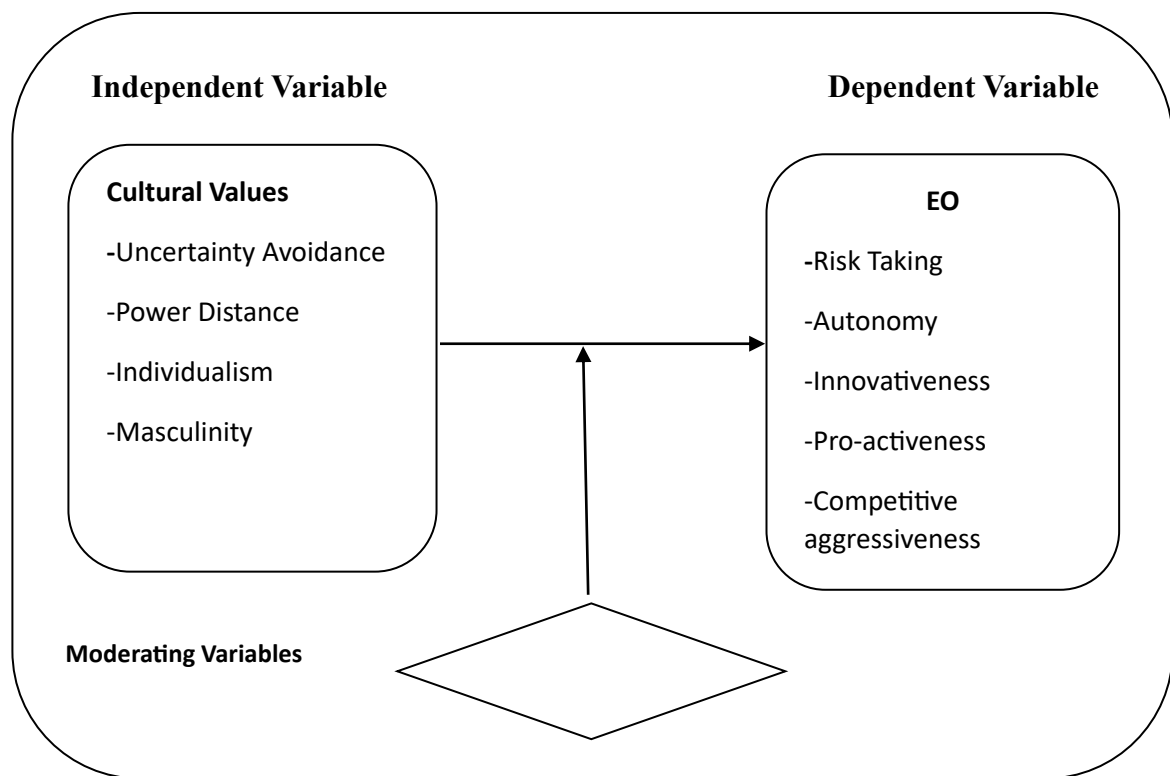 Independent Variable
Dependent Variable
Cultural Values
-Uncertainty Avoidance
-Power Distance
-Individualism
-Masculinity
EO
-Risk Taking
-Autonomy
-Innovativeness
-Pro-activeness
-Competitive
aggressiveness
Moderating Variables